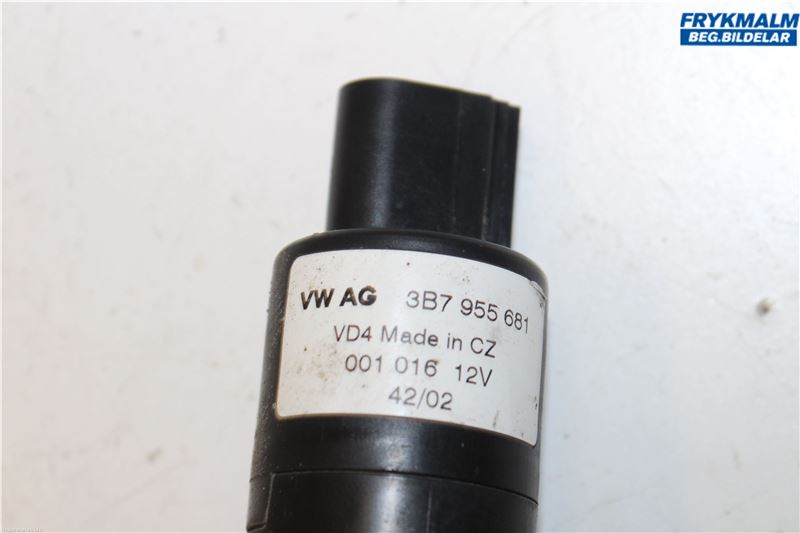 FRYKMALM
BEG.BILDELAR
VW AG 3B7 955 681
VD4 Made in CZ
001 016 12V
42/02